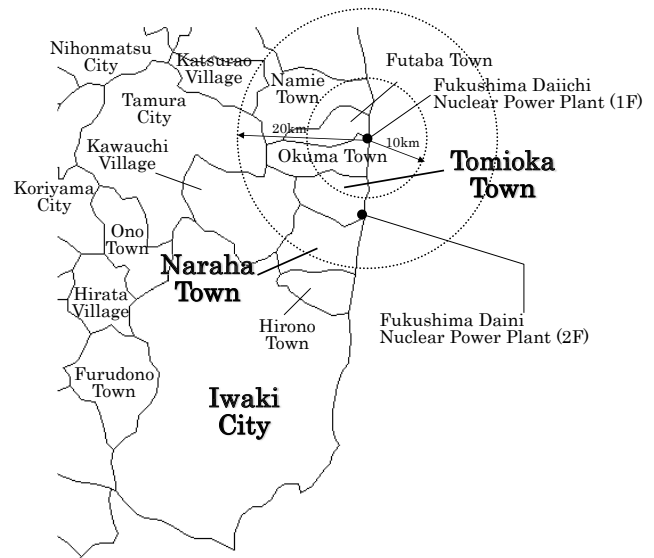 Nihonmatsu
City
Katsurao
Village
Namie
Town
Futaba Town
Fukushima Daiichi
Nuclear Power Plant (1F)
Tamura
City
20km
10km
Kawauchi
Village
Okuma Town
Tomioka
Town
Koriyama
City
Ono
Town
Naraha
Town
Hirata
Village
Hirono
Town
Fukushima Daini
Nuclear Power Plant (2F)
Furudono
Town
Iwaki
City